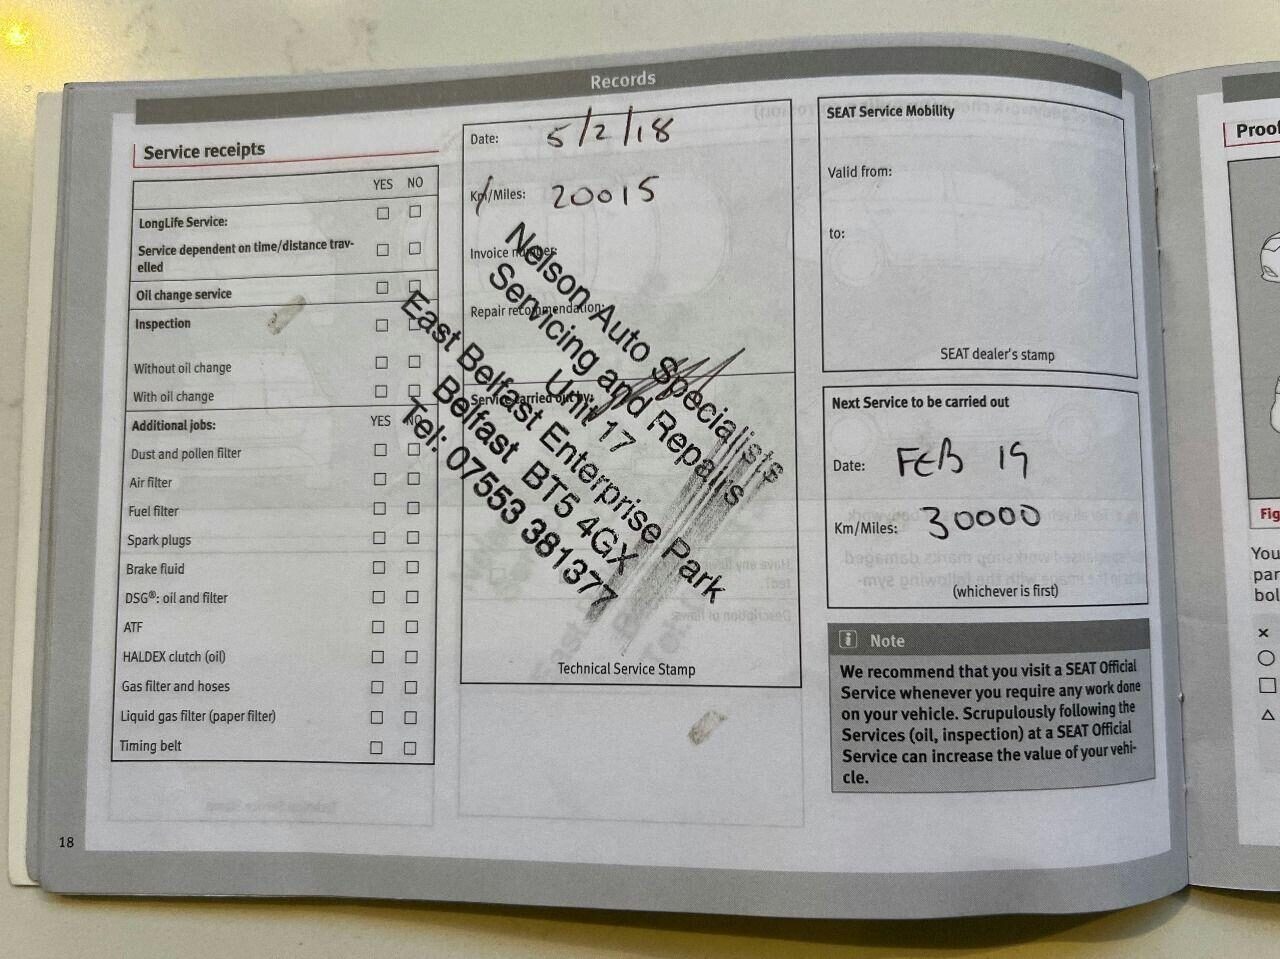 Records
Service receipts
YES NO
LongLife Service:
Service dependent on time/distance trav-
elled
Oil change service
Inspection
Without oil change
With oil change
Additional jobs: YES NO
Dust and pollen filter
Air filter
Fuel filter
Spark plugs
Brake fluid
DSG®: oil and filter
ATF
HALDEX clutch (oil)
Gas filter and hoses
Liquid gas filter (paper filter)
Timing belt
18
Date: 5/2/18
Km/Miles: 20015
Invoice number:
Repair recommendation:
Service carried out by:
Nelson Auto Specialists
Servicing and Repairs
Unit 17
East Belfast Enterprise Park
Belfast BT5 4GX
Tel: 07553 381377
Technical Service Stamp
SEAT Service Mobility
Valid from:
to:
SEAT dealer's stamp
Next Service to be carried out
Date: FEB 19
Km/Miles: 30000
(whichever is first)
i Note
We recommend that you visit a SEAT Official
Service whenever you require any work done
on your vehicle. Scrupulously following the
Services (oil, inspection) at a SEAT Official
Service can increase the value of your vehi-
cle.
Proof
Fig
You
par
bol